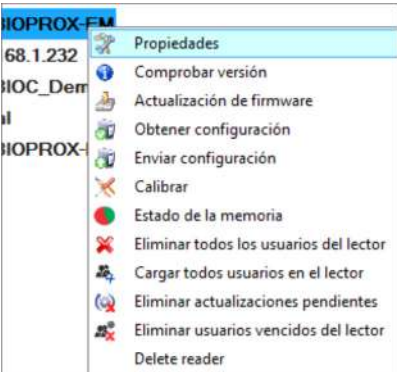 BIOPROX-EM
Propiedades
68.1.232
Comprobar versión
BIOC_Dem
Actualización de firmware
Obtener configuración
BIOPROX-
Enviar configuración
Calibrar
Estado de la memoria
Eliminar todos los usuarios del lector
Cargar todos usuarios en el lector
Eliminar actualizaciones pendientes
Eliminar usuarios vencidos del lector
Delete reader